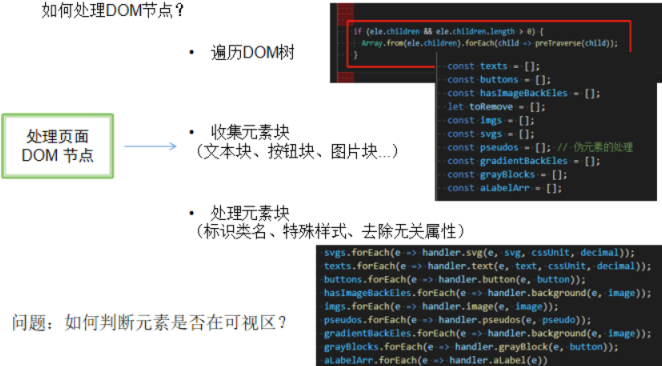 如何处理DOM节点？
• 遍历DOM树
if (ele.children && ele.children.length > 0) {
Array.from(ele.children).forEach(child => preTraverse(child));
}
const texts = [];
const buttons = [];
const hasImageBackEles = [];
let toRemove = [];
const imgs = [];
const svgs = [];
const pseudos = []; // 伪元素的处理
const gradientBackEles = [];
const grayBlocks = [];
const aLabelArr = [];
处理页面
DOM 节点
• 收集元素块
（文本块、按钮块、图片块...）
• 处理元素块
（标识类名、特殊样式、去除无关属性）
svgs.forEach(e => handler.svg(e, svg, cssUnit, decimal));
texts.forEach(e => handler.text(e, text, cssUnit, decimal));
buttons.forEach(e => handler.button(e, button));
hasImageBackEles.forEach(e => handler.background(e, image));
imgs.forEach(e => handler.image(e, image));
pseudos.forEach(e => handler.pseudos(e, pseudo));
gradientBackEles.forEach(e => handler.background(e, image));
grayBlocks.forEach(e => handler.grayBlock(e, button));
aLabelArr.forEach(e => handler.aLabel(e))
问题：如何判断元素是否在可视区？